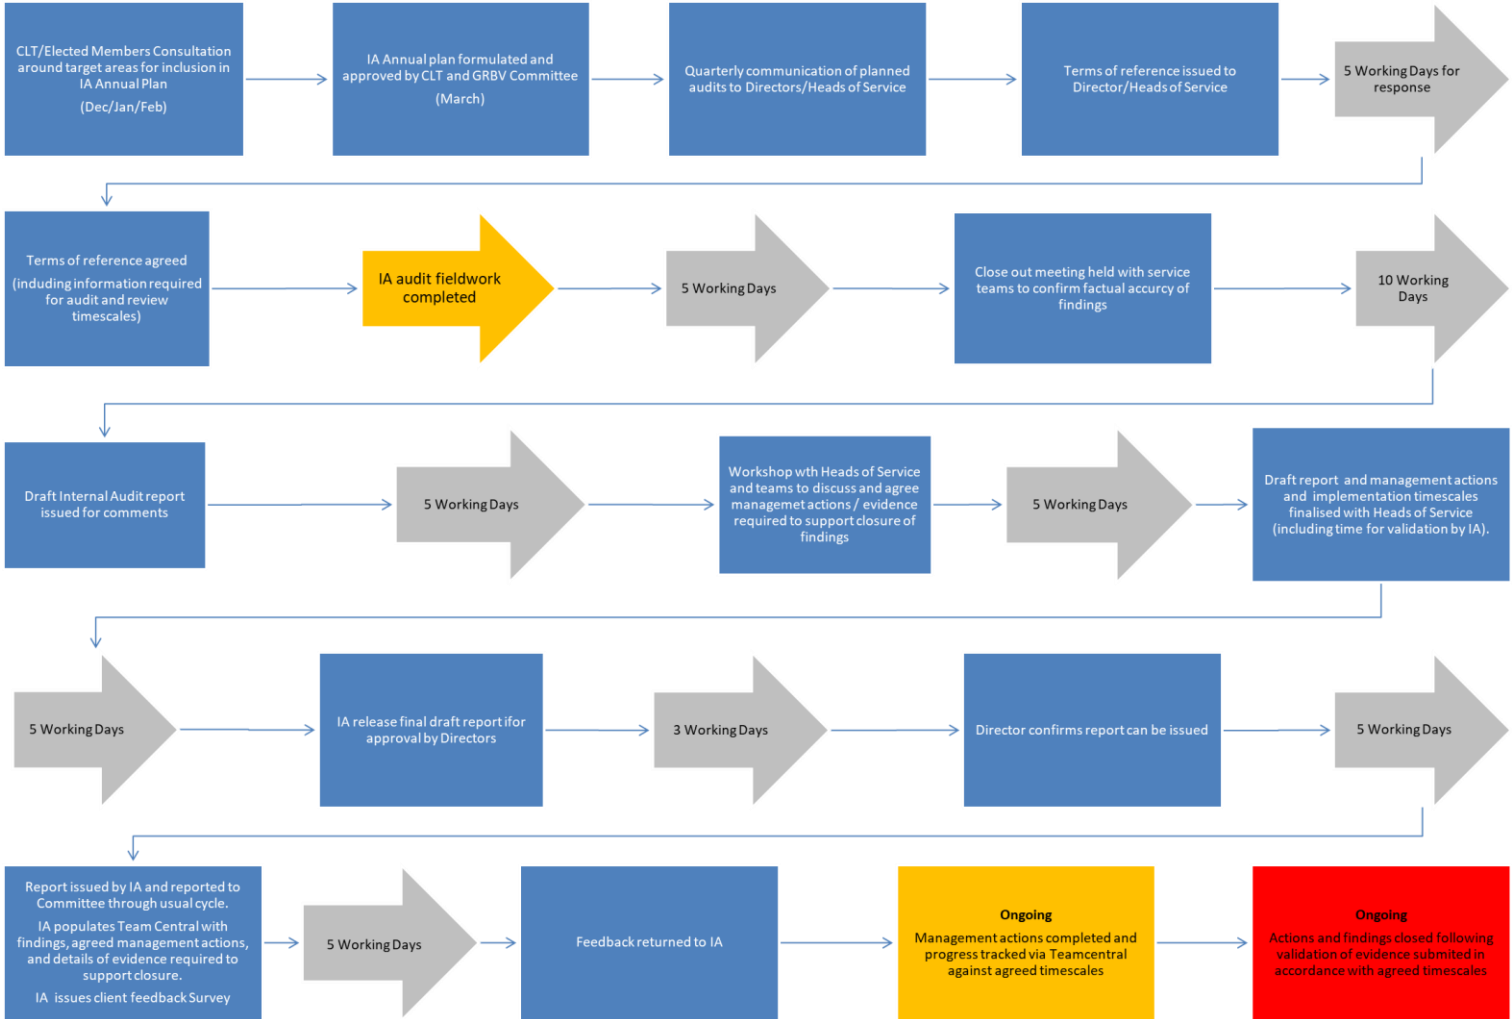 CLT/Elected Members Consultation
around target areas for inclusion in
IA Annual Plan
(Dec/Jan/Feb)
IA Annual plan formulated and
approved by CLT and GRBV Committee
(March)
Quarterly communication of planned
audits to Directors/Heads of Service
Terms of reference issued to
Director/Heads of Service
5 Working Days for
response
Terms of reference agreed
(including information required
for audit and review
timescales)
IA audit fieldwork
completed
5 Working Days
Close out meeting held with service
teams to confirm factual accurcy of
findings
10 Working
Days
Draft Internal Audit report
issued for comments
5 Working Days
Workshop wth Heads of Service
and teams to discuss and agree
managemet actions / evidence
required to support closure of
findings
5 Working Days
Draft report and management actions
and implementation timescales
finalised with Heads of Service
(including time for validation by IA).
5 Working Days
IA release final draft report ifor
approval by Directors
3 Working Days
Director confirms report can be issued
5 Working Days
Report issued by IA and reported to
Committee through usual cycle.
IA populates Team Central with
findings, agreed management actions,
and details of evidence required to
support closure.
IA issues client feedback Survey
5 Working Days
Feedback returned to IA
Ongoing
Management actions completed and
progress tracked via Teamcentral
against agreed timescales
Ongoing
Actions and findings closed following
validation of evidence submited in
accordance with agreed timescales